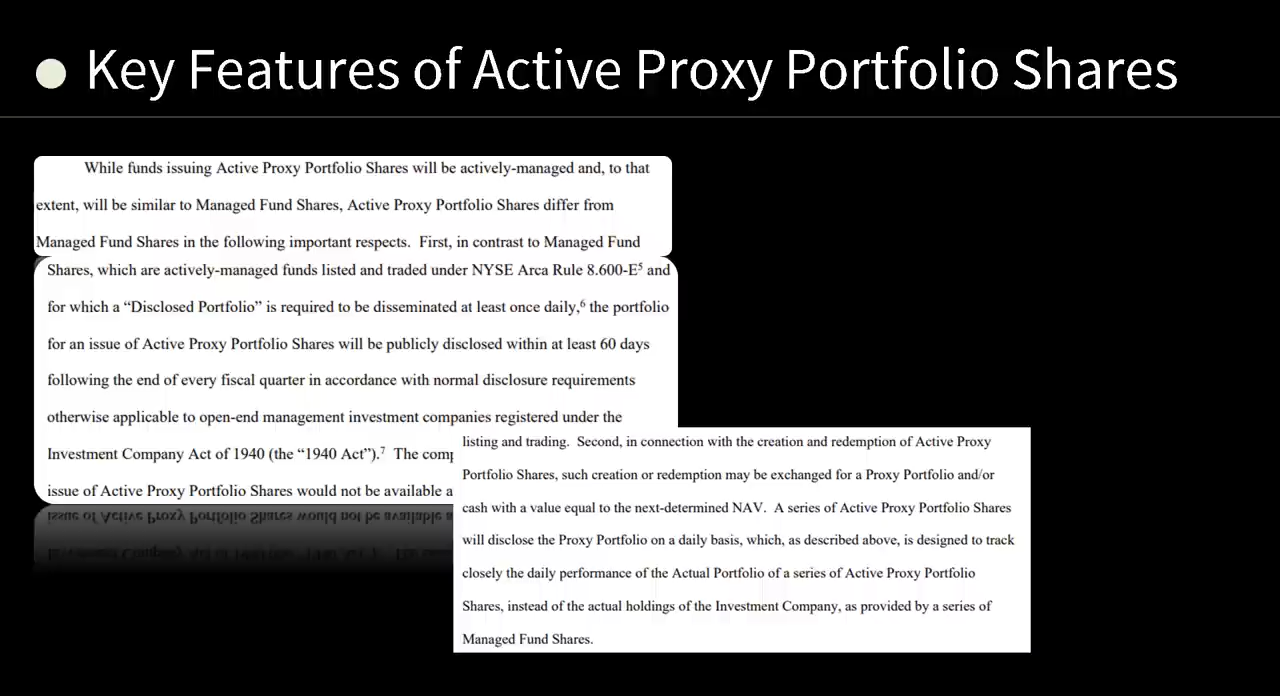 Key Features of Active Proxy Portfolio Shares
While funds issuing Active Proxy Portfolio Shares will be actively-managed and, to that
extent, will be similar to Managed Fund Shares, Active Proxy Portfolio Shares differ from
Managed Fund Shares in the following important respects.  First, in contrast to Managed Fund
Shares, which are actively-managed funds listed and traded under NYSE Arca Rule 8.600-E⁵ and
for which a “Disclosed Portfolio” is required to be disseminated at least once daily,⁶ the portfolio
for an issue of Active Proxy Portfolio Shares will be publicly disclosed within at least 60 days
following the end of every fiscal quarter in accordance with normal disclosure requirements
otherwise applicable to open-end management investment companies registered under the
Investment Company Act of 1940 (the “1940 Act”).⁷  The
issue of Active Proxy Portfolio Shares would not be available
listing and trading.  Second, in connection with the creation and redemption of Active Proxy
Portfolio Shares, such creation or redemption may be exchanged for a Proxy Portfolio and/or
cash with a value equal to the next-determined NAV.  A series of Active Proxy Portfolio Shares
will disclose the Proxy Portfolio on a daily basis, which, as described above, is designed to track
closely the daily performance of the Actual Portfolio of a series of Active Proxy Portfolio
Shares, instead of the actual holdings of the Investment Company, as provided by a series of
Managed Fund Shares.